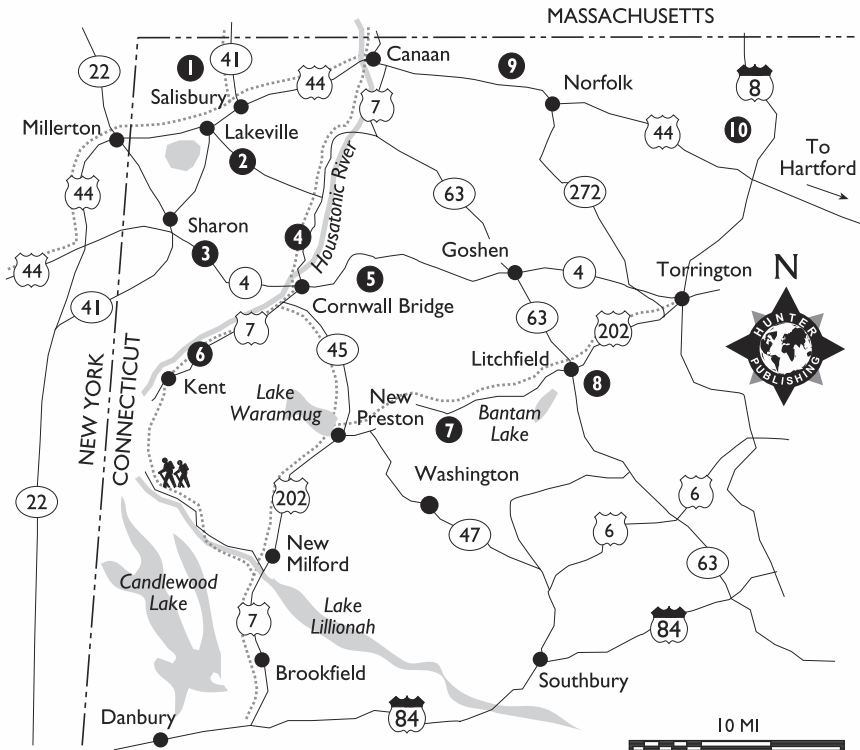 MASSACHUSETTS
22
41
1
Canaan
44
9
8
Salisbury
7
Norfolk
Millerton
Lakeville
44
10
To
Hartford
2
44
63
272
Sharon
Housatonic River
4
3
Goshen
44
4
5
4
Torrington
N
41
Cornwall Bridge
63
202
HUNTER
PUBLISHING
7
45
6
Litchfield
NEW YORK
CONNECTICUT
Kent
Lake
Waramaug
New
Preston
8
7
Bantam
Lake
Washington
22
202
6
47
6
New
Milford
63
Candlewood
Lake
Lake
Lillionah
7
84
Brookfield
Southbury
Danbury
84
10 MI